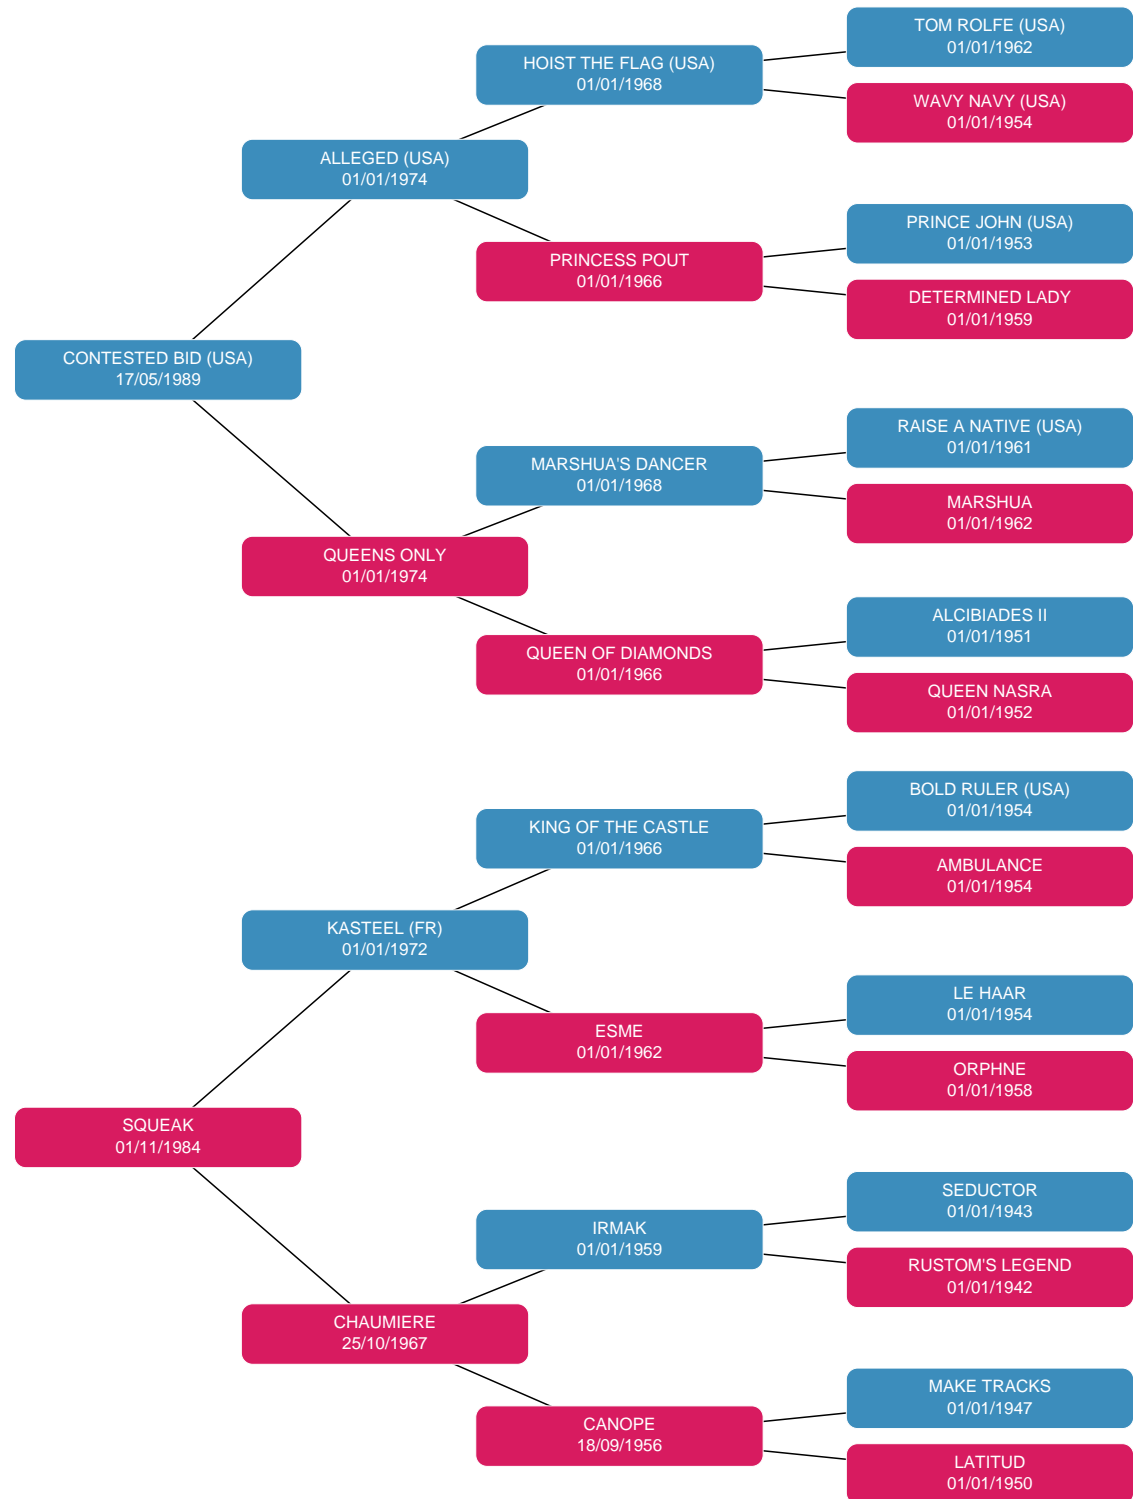 TOM ROLFE (USA)
01/01/1962
HOIST THE FLAG (USA)
01/01/1968
WAVY NAVY (USA)
01/01/1954
ALLEGED (USA)
01/01/1974
PRINCE JOHN (USA)
01/01/1953
PRINCESS POUT
01/01/1966
DETERMINED LADY
01/01/1959
CONTESTED BID (USA)
17/05/1989
RAISE A NATIVE (USA)
01/01/1961
MARSHUA'S DANCER
01/01/1968
MARSHUA
01/01/1962
QUEENS ONLY
01/01/1974
ALCIBIADES II
01/01/1951
QUEEN OF DIAMONDS
01/01/1966
QUEEN NASRA
01/01/1952
BOLD RULER (USA)
01/01/1954
KING OF THE CASTLE
01/01/1966
AMBULANCE
01/01/1954
KASTEEL (FR)
01/01/1972
LE HAAR
01/01/1954
ESME
01/01/1962
ORPHNE
01/01/1958
SQUEAK
01/11/1984
SEDUCTOR
01/01/1943
IRMAK
01/01/1959
RUSTOM'S LEGEND
01/01/1942
CHAUMIERE
25/10/1967
MAKE TRACKS
01/01/1947
CANOPE
18/09/1956
LATITUD
01/01/1950